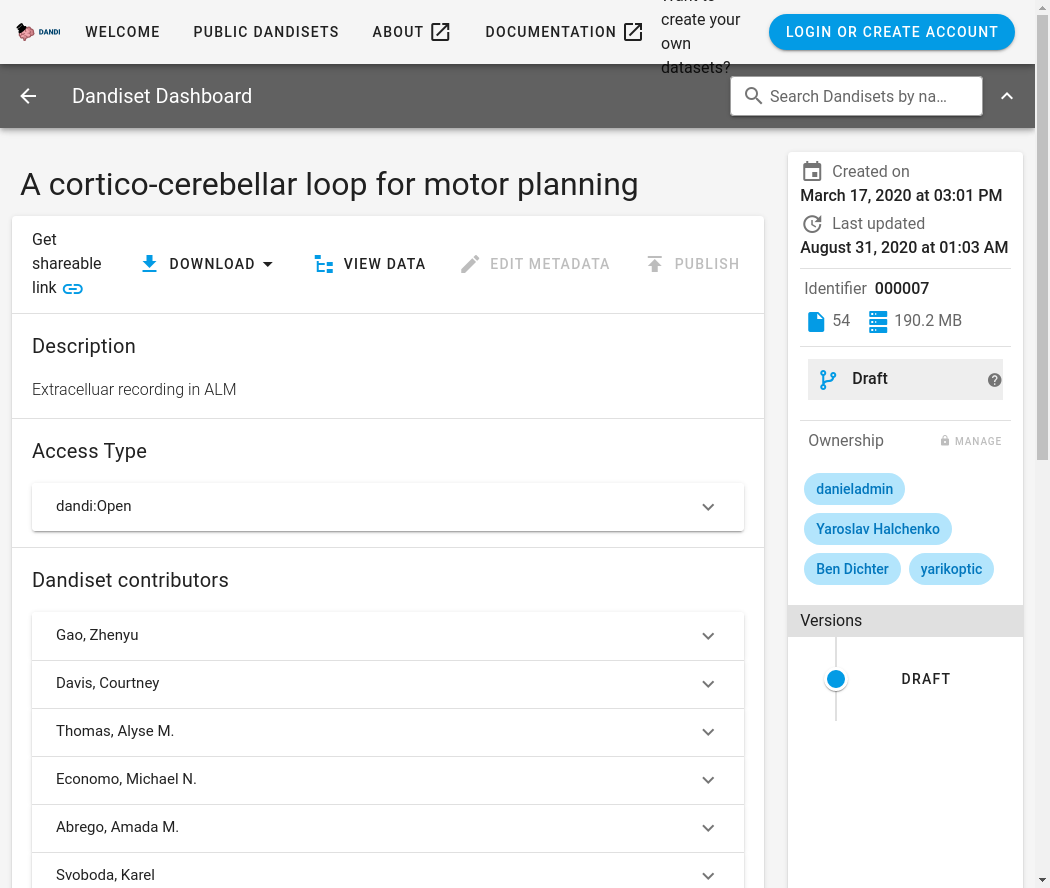 DANDI
WELCOME
PUBLIC DANDISETS
ABOUT
DOCUMENTATION
create your
own
datasets?
LOGIN OR CREATE ACCOUNT
Dandiset Dashboard
Search Dandisets by na...
A cortico-cerebellar loop for motor planning
Get
shareable
link
DOWNLOAD
VIEW DATA
EDIT METADATA
PUBLISH
Description
Extracelluar recording in ALM
Access Type
dandi:Open
Dandiset contributors
Gao, Zhenyu
Davis, Courtney
Thomas, Alyse M.
Economo, Michael N.
Abrego, Amada M.
Svoboda, Karel
Created on
March 17, 2020 at 03:01 PM
Last updated
August 31, 2020 at 01:03 AM
Identifier 000007
54 190.2 MB
Draft
Ownership
MANAGE
danieladmin
Yaroslav Halchenko
Ben Dichter yarikoptic
Versions
DRAFT